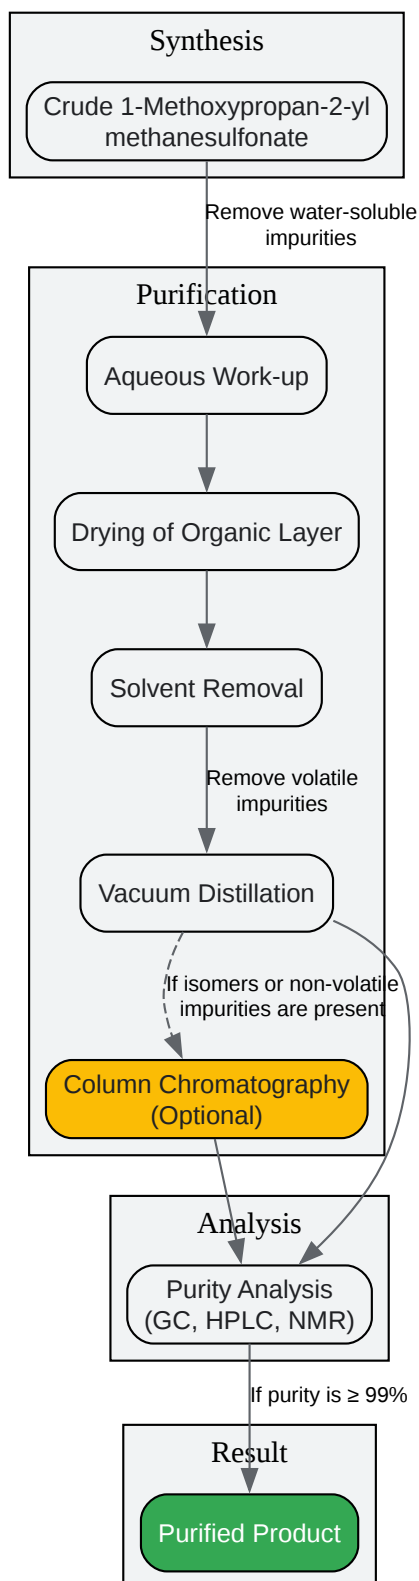 Synthesis
Crude 1-Methoxypropan-2-yl
methanesulfonate
Remove water-soluble
impurities
Purification
Aqueous Work-up
Drying of Organic Layer
Solvent Removal
Remove volatile
impurities
Vacuum Distillation
If isomers or non-volatile
impurities are present
Column Chromatography
(Optional)
Analysis
Purity Analysis
(GC, HPLC, NMR)
If purity is ≥ 99%
Result
Purified Product